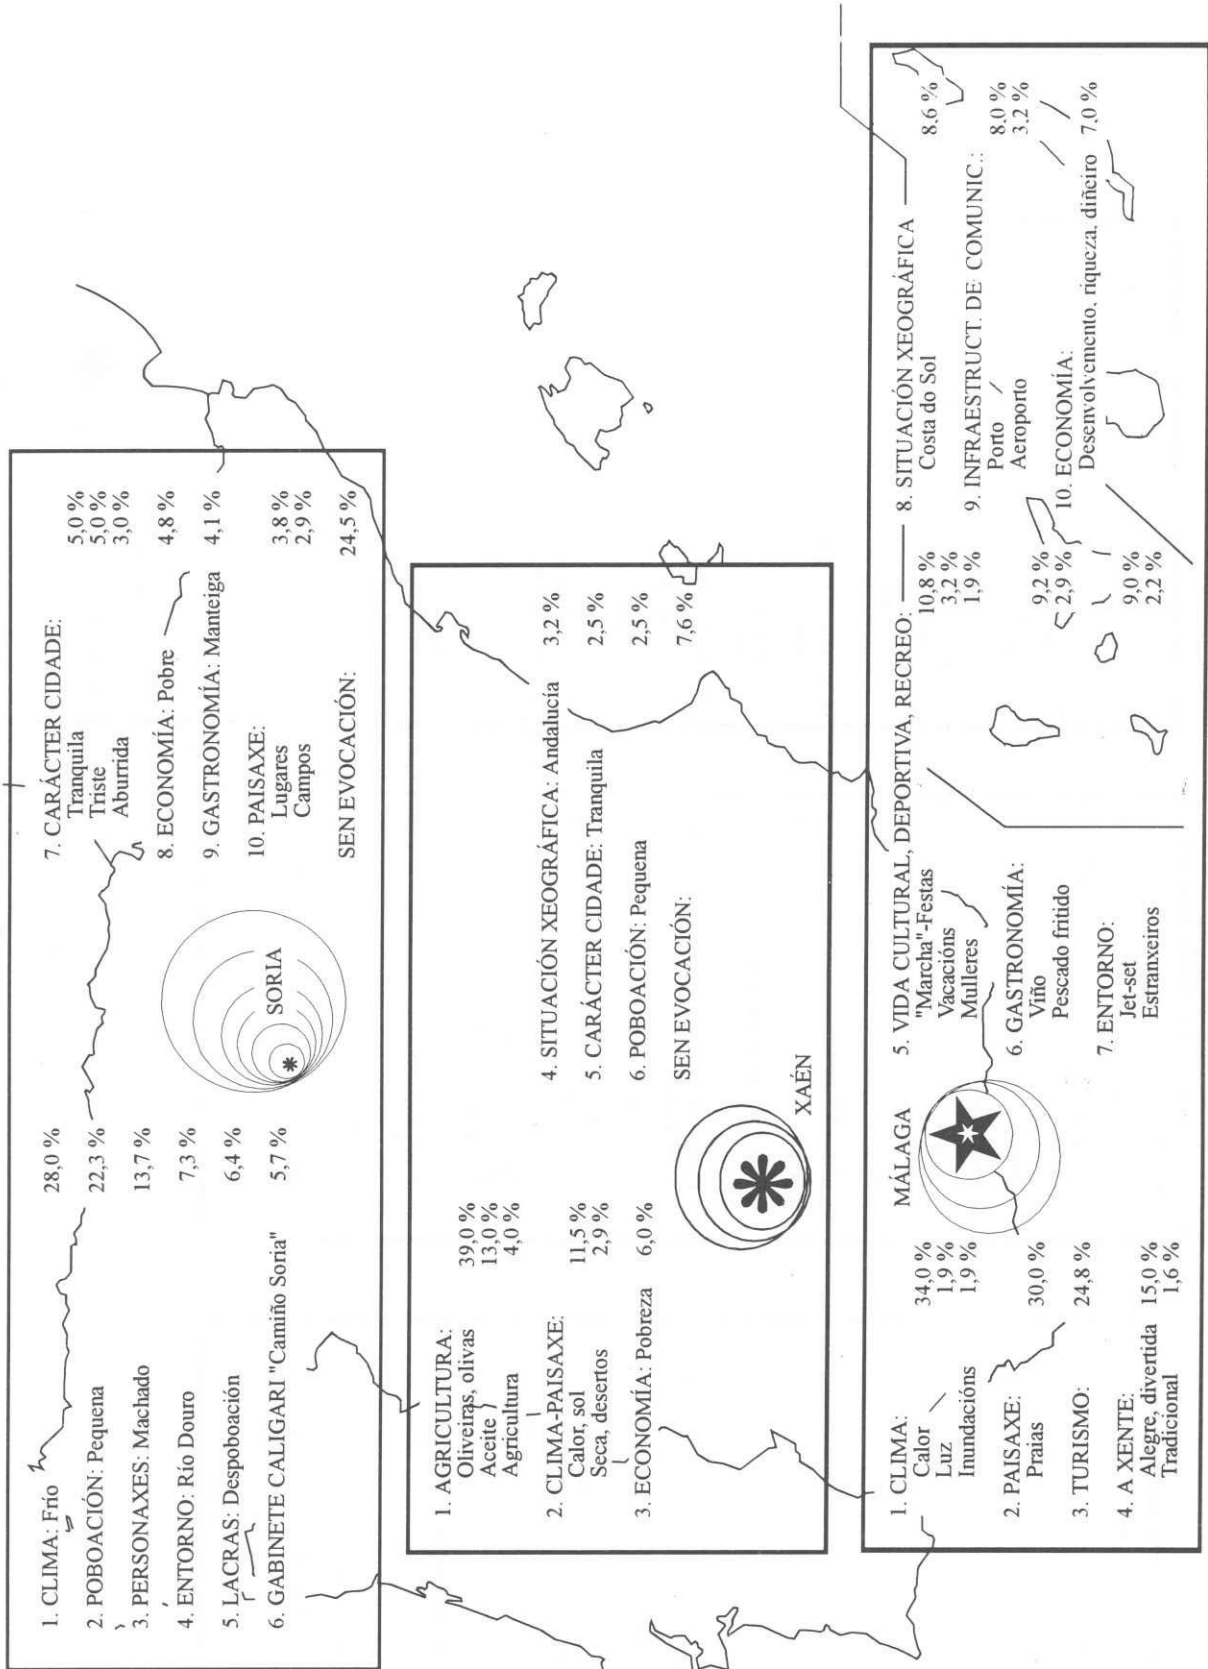 1. CLIMA: Frío 28,0 %
2. POBOACIÓN: Pequena 22,3 %
3. PERSONAXES: Machado 13,7 %
4. ENTORNO: Río Douro 7,3 %
5. LACRAS: Despoboación 6,4 %
6. GABINETE CALIGARI "Camiño Soria" 5,7 %
SORIA
7. CARÁCTER CIDADE:
Tranquila 5,0 %
Triste 5,0 %
Aburrida 3,0 %
8. ECONOMÍA: Pobre 4,8 %
9. GASTRONOMÍA: Manteiga 4,1 %
10. PAISAXE:
Lugares 3,8 %
Campos 2,9 %
SEN EVOCACIÓN: 24,5 %
1. AGRICULTURA:
Oliveiras, olivas 39,0 %
Aceite 13,0 %
Agricultura 4,0 %
2. CLIMA-PAISAXE:
Calor, sol 11,5 %
Seca, desertos 2,9 %
3. ECONOMÍA: Pobreza 6,0 %
XAÉN
4. SITUACIÓN XEOGRÁFICA: Andalucía 3,2 %
5. CARÁCTER CIDADE: Tranquila 2,5 %
6. POBOACIÓN: Pequena 2,5 %
SEN EVOCACIÓN: 7,6 %
1. CLIMA:
Calor 34,0 %
Luz 1,9 %
Inundacións 1,9 %
2. PAISAXE:
Praias 30,0 %
3. TURISMO: 24,8 %
4. A XENTE:
Alegre, divertida 15,0 %
Tradicional 1,6 %
MÁLAGA
5. VIDA CULTURAL, DEPORTIVA, RECREO:
"Marcha"-Festas 10,8 %
Vacacións 3,2 %
Mulleres 1,9 %
6. GASTRONOMÍA:
Viño 9,2 %
Pescado fritido 2,9 %
7. ENTORNO:
Jet-set 9,0 %
Estranxeiros 2,2 %
8. SITUACIÓN XEOGRÁFICA
Costa do Sol 8.6 %
9. INFRAESTRUCT. DE COMUNIC.:
Porto 8.0 %
Aeroporto 3.2 %
10. ECONOMÍA:
Desenvolvemento, riqueza, diñeiro 7.0 %